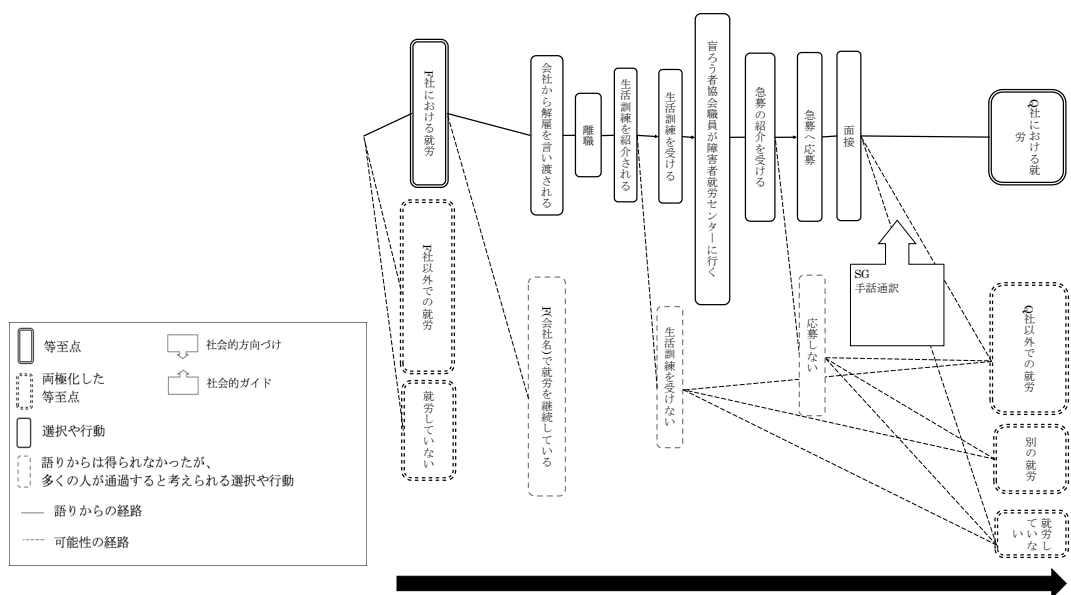 F社における就労
F社以外での就労
就労していない
会社から解雇を言い渡される
F(会社名)で就労を継続している
離職
生活訓練を紹介される
生活訓練を受ける
生活訓練を受けない
盲ろう者協会職員が障害者就労センターに行く
急募の紹介を受ける
急募へ応募
応募しない
面接
SG
手話通訳
Q社における就
労
Q社以外での就労
別の就労
就労し
ていな
い
等至点
両極化した
等至点
選択や行動
語りからは得られなかったが、
多くの人が通過すると考えられる選択や行動
語りからの経路
可能性の経路
社会的方向づけ
社会的ガイド